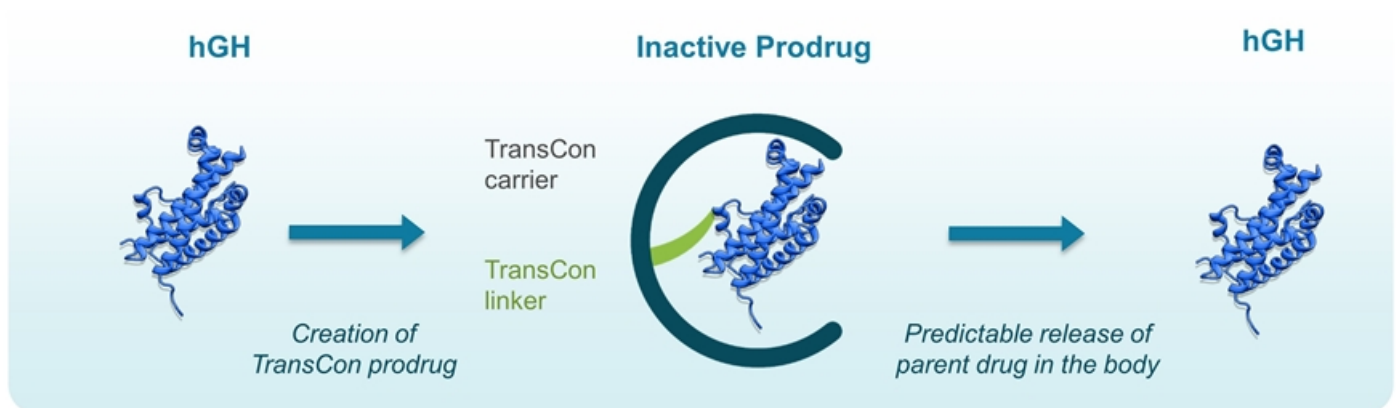 hGH
Inactive Prodrug
hGH
TransCon
carrier
TransCon
linker
Creation of
TransCon prodrug
Predictable release of
parent drug in the body